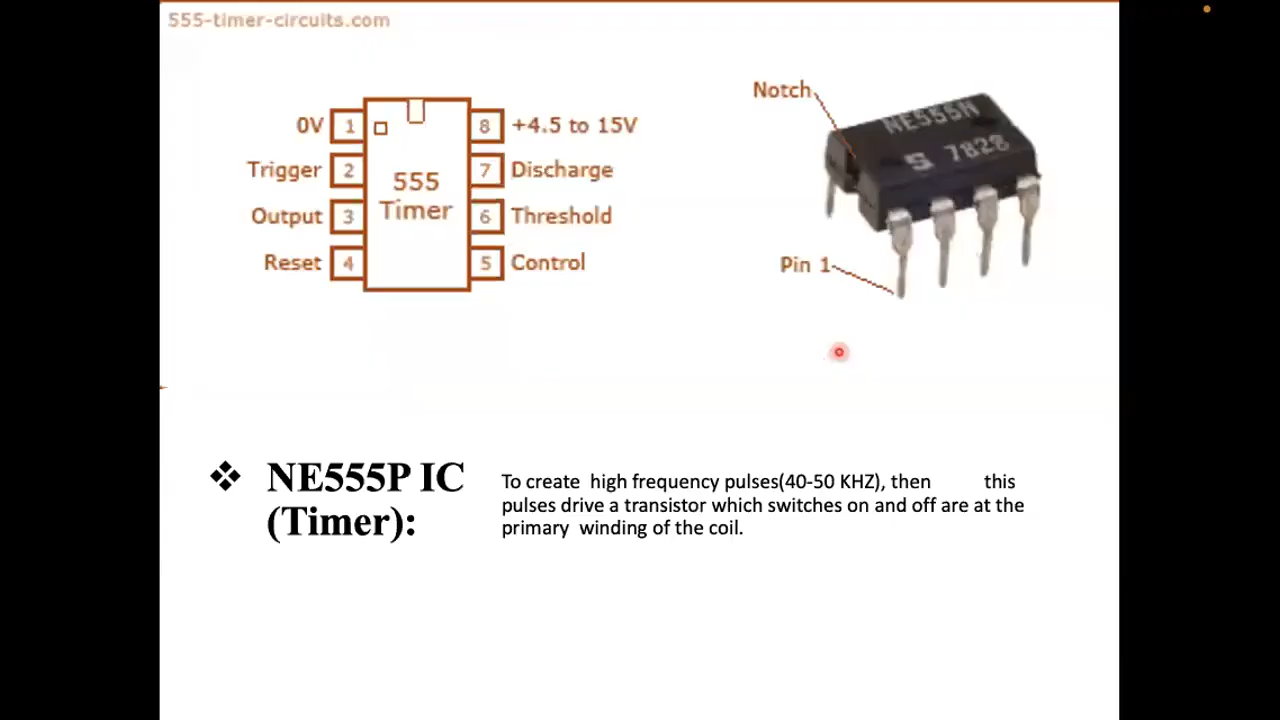 555-timer-circuits.com
0V 1
8 +4.5 to 15V
Trigger 2
7 Discharge
Output 3
6 Threshold
Reset 4
5 Control
555
Timer
Notch
NE555N
S 7828
Pin 1
❖ NE555P IC
(Timer):
To create high frequency pulses(40-50 KHZ), then this
pulses drive a transistor which switches on and off are at the
primary winding of the coil.